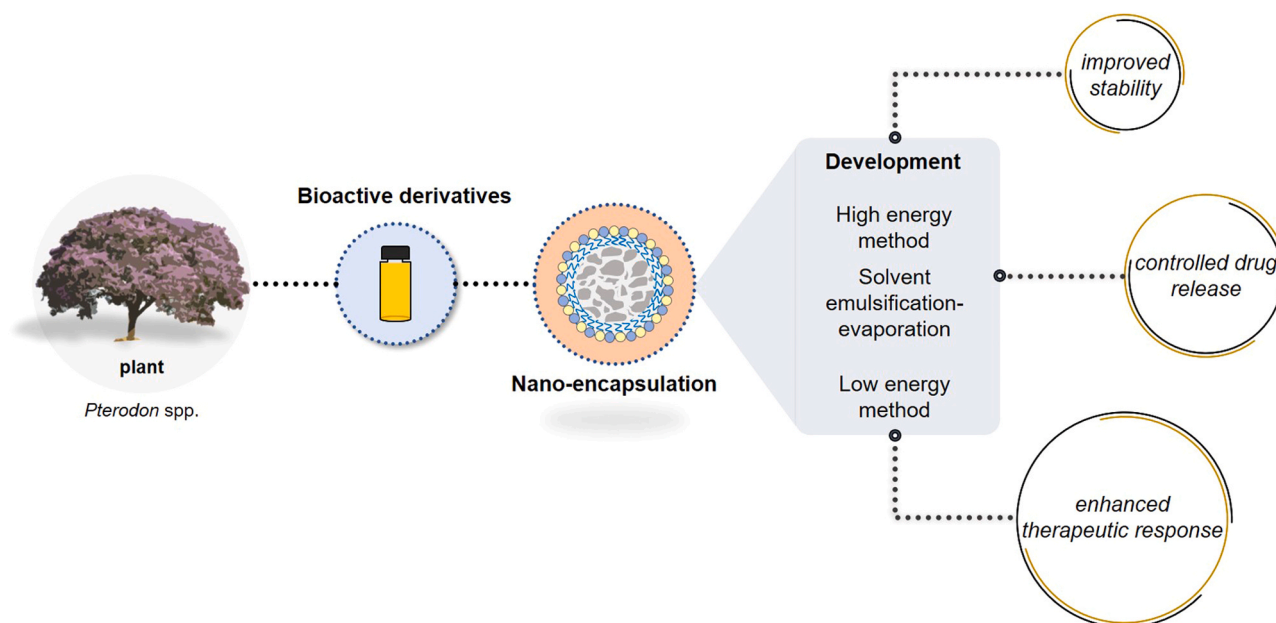 plant
Pterodon spp.
Bioactive derivatives
Nano-encapsulation
Development
High energy
method
Solvent
emulsification-
evaporation
Low energy
method
improved
stability
controlled drug
release
enhanced
therapeutic response